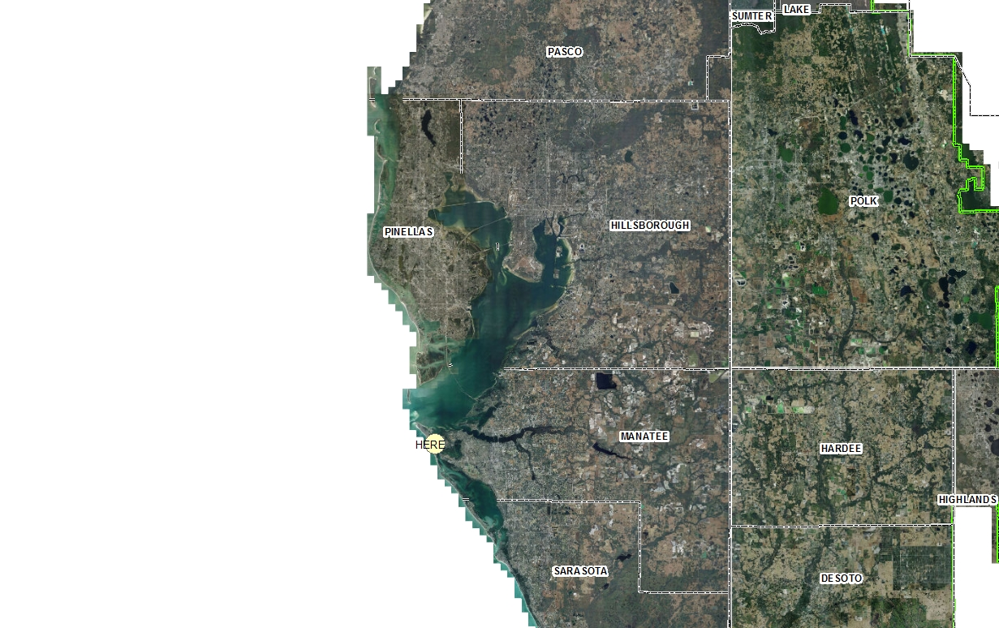 SUMTER
LAKE
PASCO
POLK
HILLSBOROUGH
PINELLAS
MANATEE
HERE
HARDEE
HIGHLANDS
SARASOTA
DESOTO